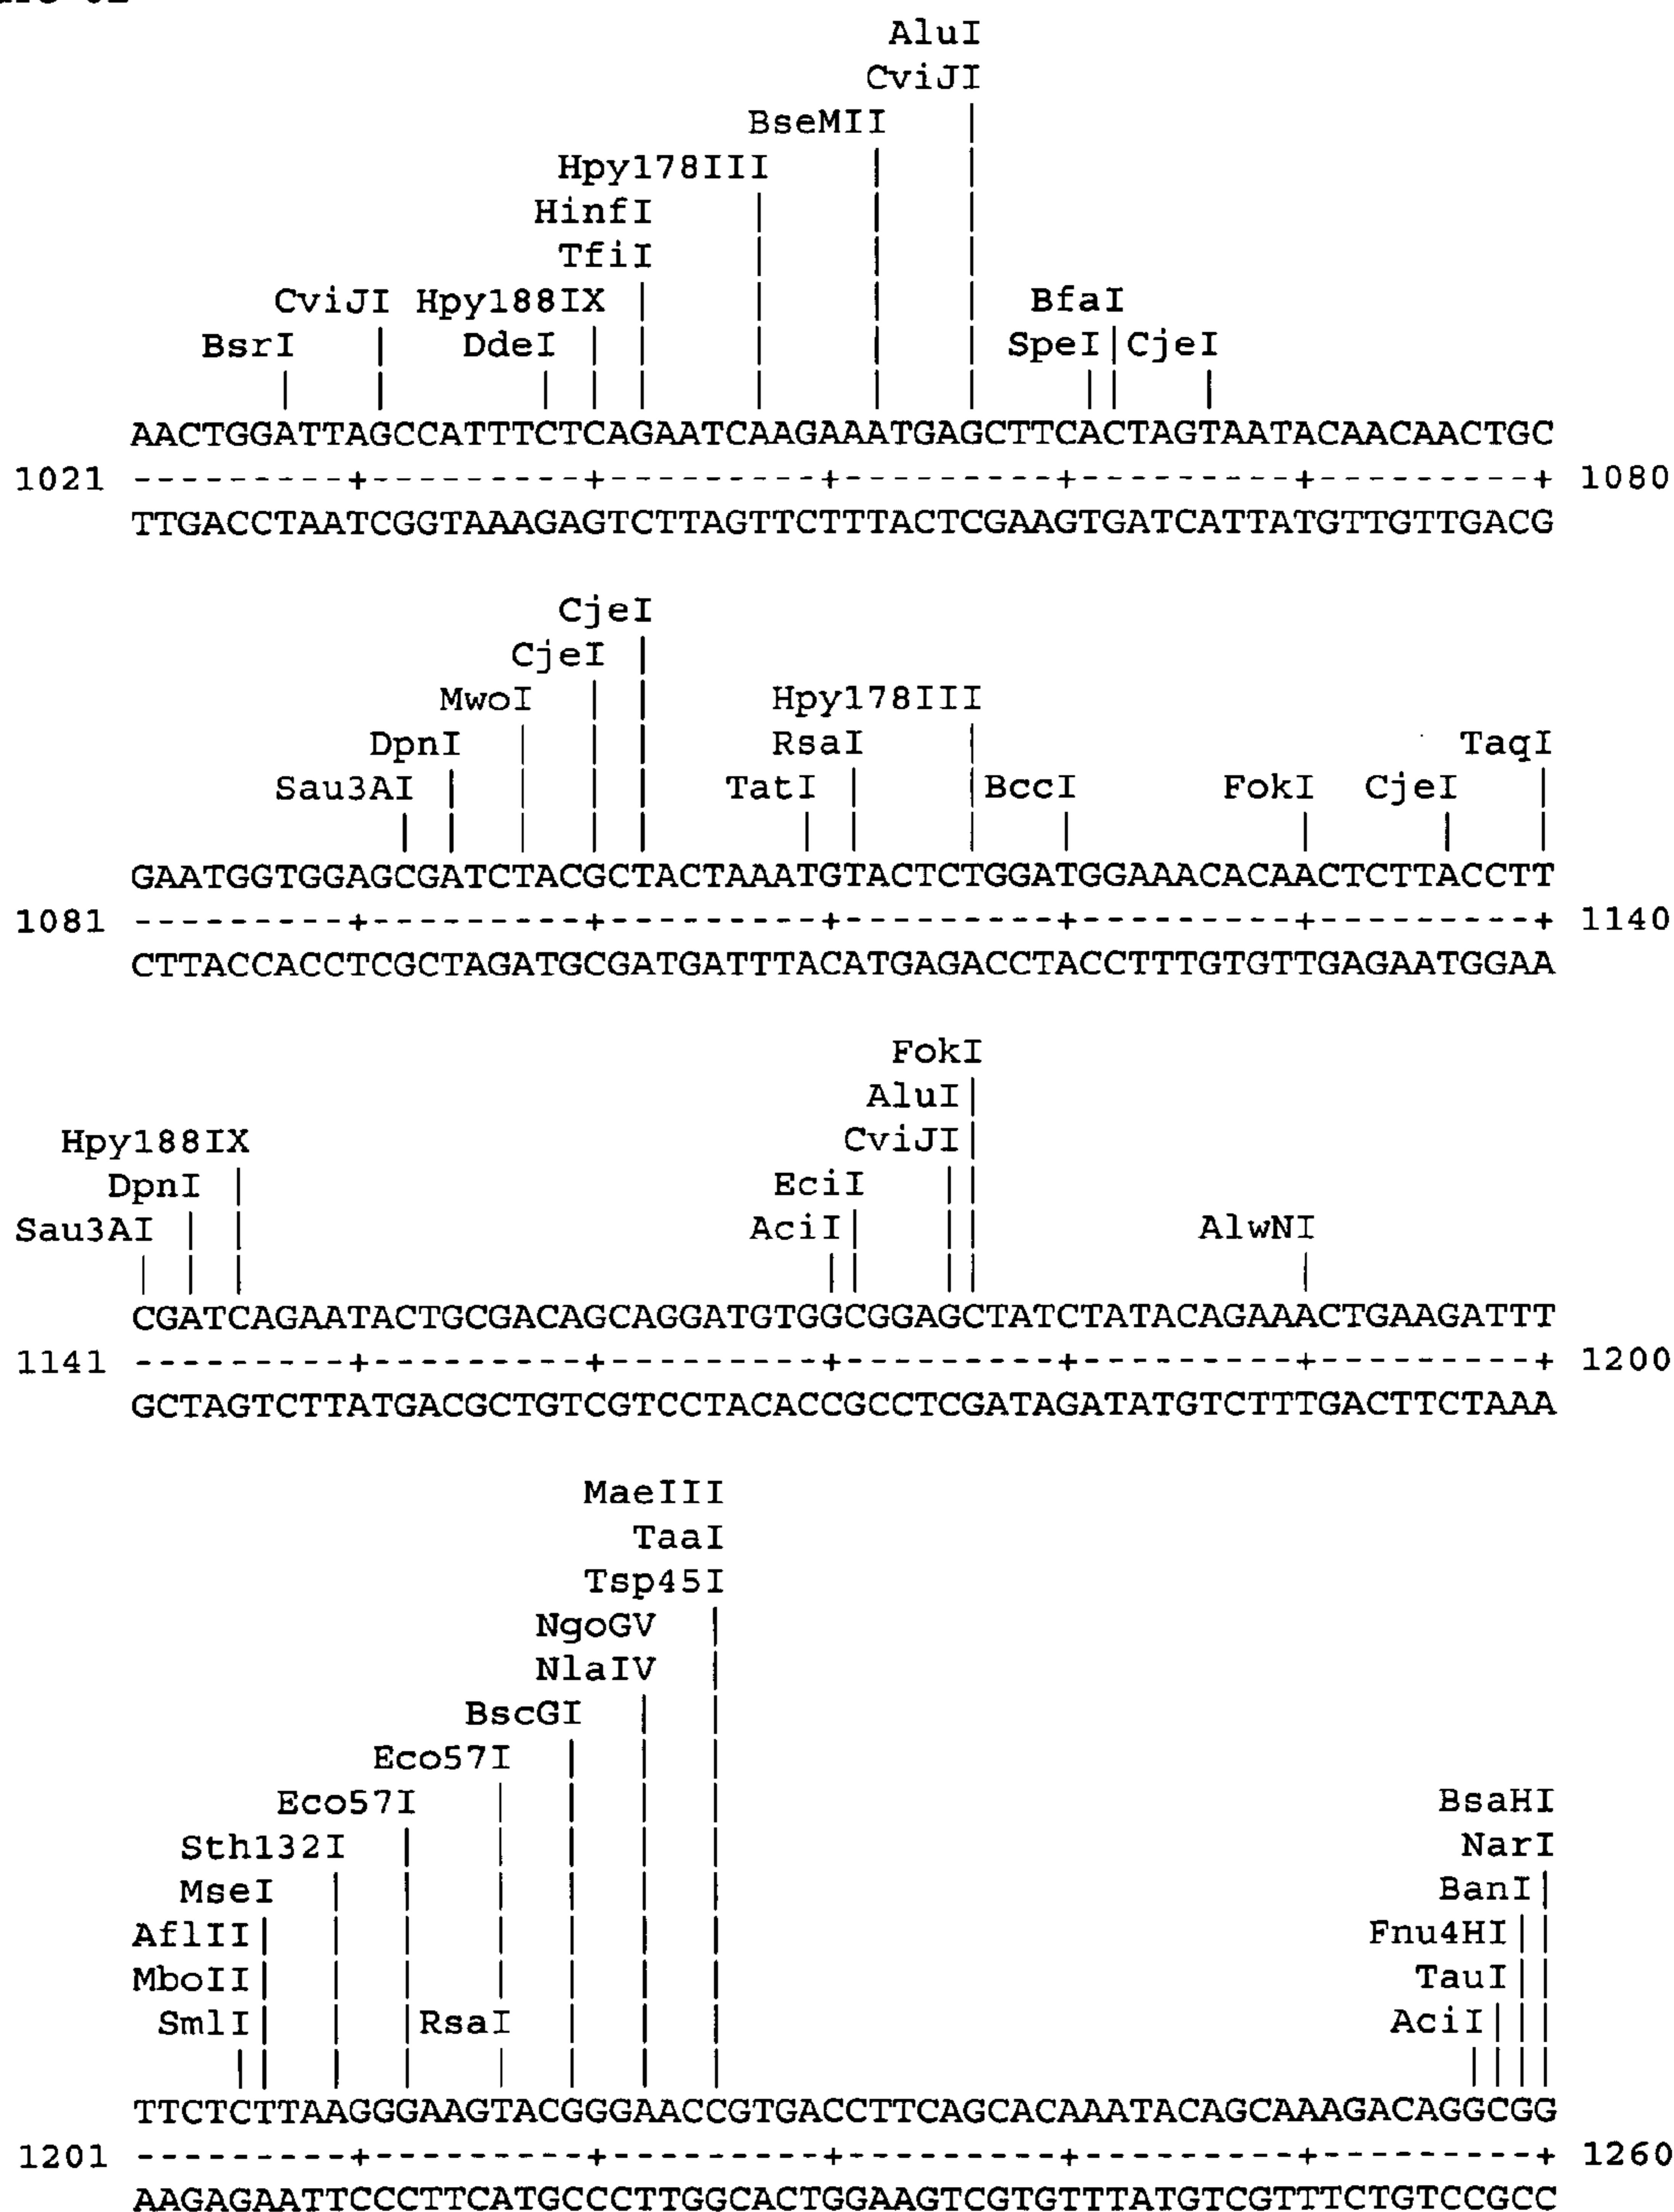 AluI
CviJI
BseMII
Hpy178III
HinfI
TfiI
CviJI Hpy188IX BfaI
BsrI DdeI SpeI CjeI
AACTGGATTAGCCATTTCTCAGAATCAAGAAATGAGCTTCACTAGTAATACAACAACTGC
1021 ---------+---------+---------+---------+---------+---------+ 1080
TTGACCTAATCGGTAAAGAGTCTTAGTTCTTTACTCGAAGTGATCATTATGTTGTTGACG
CjeI
CjeI
MwoI Hpy178III
DpnI RsaI TaqI
Sau3AI TatI BccI FokI CjeI
GAATGGTGGAGCGATCTACGCTACTAAATGTACTCTGGATGGAAACACAACTCTTACCTT
1081 ---------+---------+---------+---------+---------+---------+ 1140
CTTACCACCTCGCTAGATGCGATGATTTACATGAGACCTACCTTTGTGTTGAGAATGGAA
FokI
AluI
Hpy188IX CviJI
DpnI EciI
Sau3AI AciI AlwNI
CGATCAGAATACTGCGACAGCAGGATGTGGCGGAGCTATCTATACAGAAACTGAAGATTT
1141 ---------+---------+---------+---------+---------+---------+ 1200
GCTAGTCTTATGACGCTGTCGTCCTACACCGCCTCGATAGATATGTCTTTGACTTCTAAA
MaeIII
TaaI
Tsp45I
NgoGV
NlaIV
BscGI
Eco57I
Eco57I BsaHI
Sth132I NarI
MseI BanI
AflII Fnu4HI
MboII TauI
SmlI RsaI AciI
TTCTCTTAAGGGAAGTACGGGAACCGTGACCTTCAGCACAAATACAGCAAAGACAGGCGG
1201 ---------+---------+---------+---------+---------+---------+ 1260
AAGAGAATTCCCTTCATGCCCTTGGCACTGGAAGTCGTGTTTATGTCGTTTCTGTCCGCC